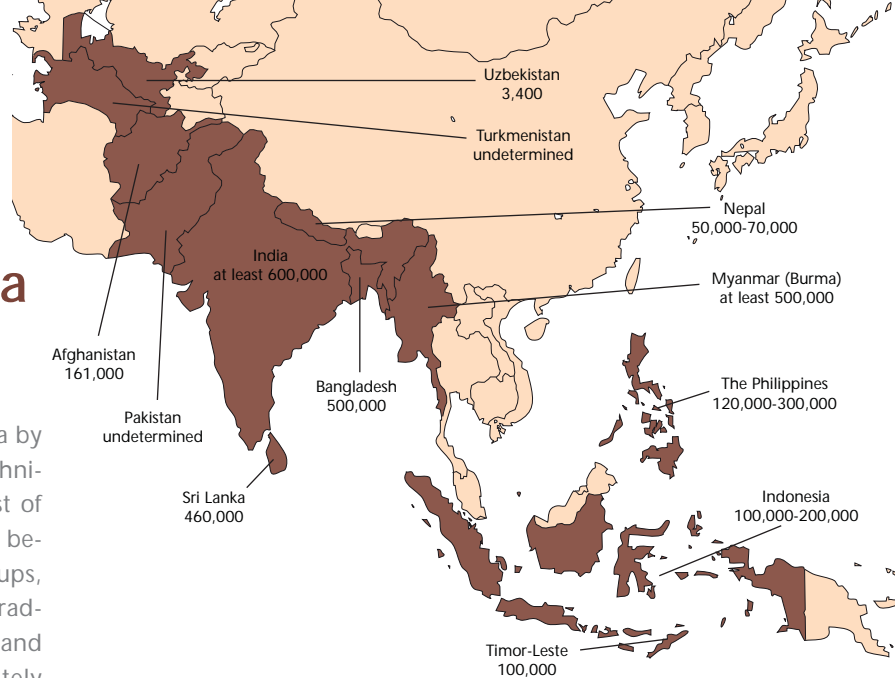 Uzbekistan
3,400
Turkmenistan
undetermined
Nepal
50,000-70,000
India
at least 600,000
a
Myanmar (Burma)
at least 500,000
Afghanistan
161,000
Bangladesh
500,000
The Philippines
120,000-300,000
Pakistan
undetermined
a by
hni-
st of
be-
ups,
rad-
and
tely
Sri Lanka
460,000
Indonesia
100,000-200,000
Timor-Leste
100,000